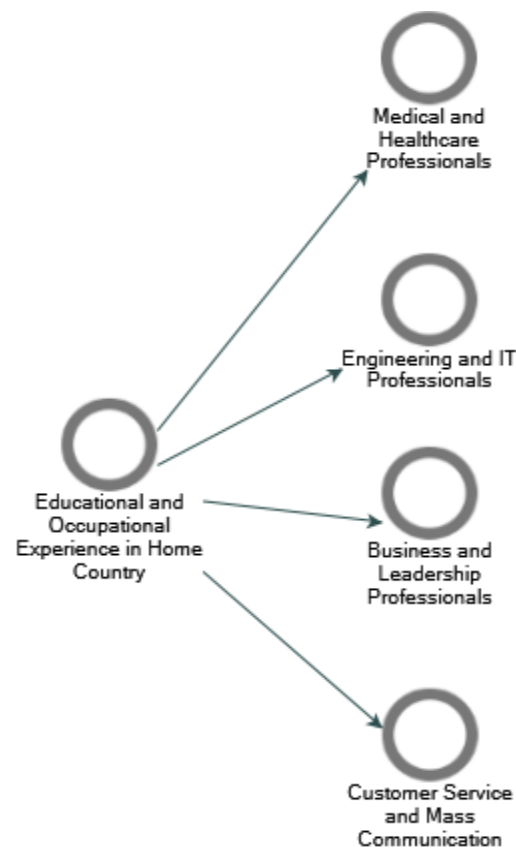 Medical and
Healthcare
Professionals
Engineering and IT
Professionals
Educational and
Occupational
Experience in Home
Country
Business and
Leadership
Professionals
Customer Service
and Mass
Communication